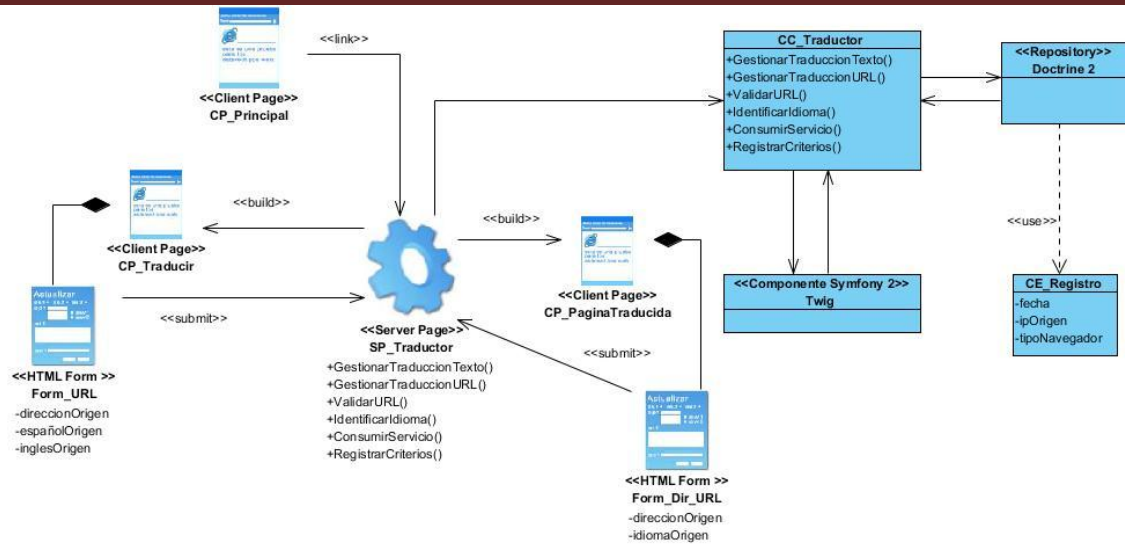 <<link>>
<<Client Page>>
CP_Principal
CC_Traductor
+GestionarTraduccionTexto()
+GestionarTraduccionURL()
+ValidarURL()
+IdentificarIdioma()
+ConsumirServicio()
+RegistrarCriterios()
<<Repository>>
Doctrine 2
<<build>>
<<Client Page>>
CP_Traducir
<<build>>
<<Client Page>>
CP_PaginaTraducida
<<use>>
<<Componente Symfony 2>>
Twig
CE_Registro
-fecha
-ipOrigen
-tipoNavegador
Actualizar
<<submit>>
<<HTML Form >>
Form_URL
-direccionOrigen
-españolOrigen
-inglesOrigen
<<Server Page>>
SP_Traductor
+GestionarTraduccionTexto()
+GestionarTraduccionURL()
+ValidarURL()
+IdentificarIdioma()
+ConsumirServicio()
+RegistrarCriterios()
<<submit>>
Actualizar
<<HTML Form >>
Form_Dir_URL
-direccionOrigen
-idiomaOrigen